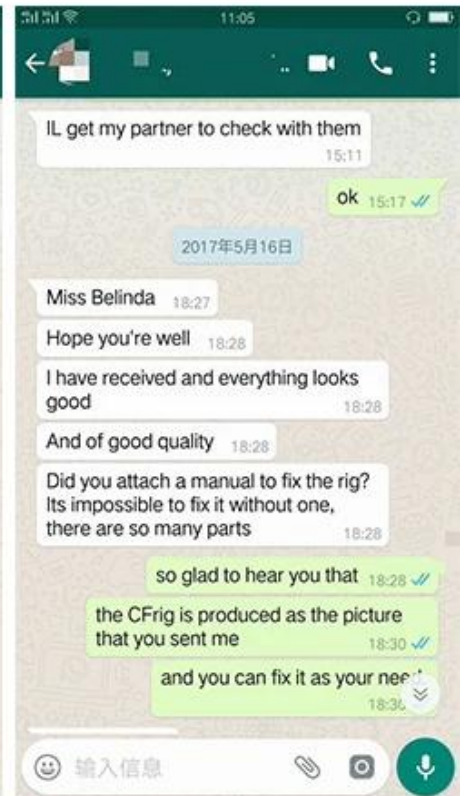 11:05
IL get my partner to check with them
15:11
ok 15:17
2017年5月16日
Miss Belinda 18:27
Hope you're well 18:28
I have received and everything looks
good
18:28
And of good quality 18:28
Did you attach a manual to fix the rig?
Its impossible to fix it without one,
there are so many parts
18:28
so glad to hear you that 18:28
the CFrig is produced as the picture
that you sent me
18:30
and you can fix it as your need
输入信息